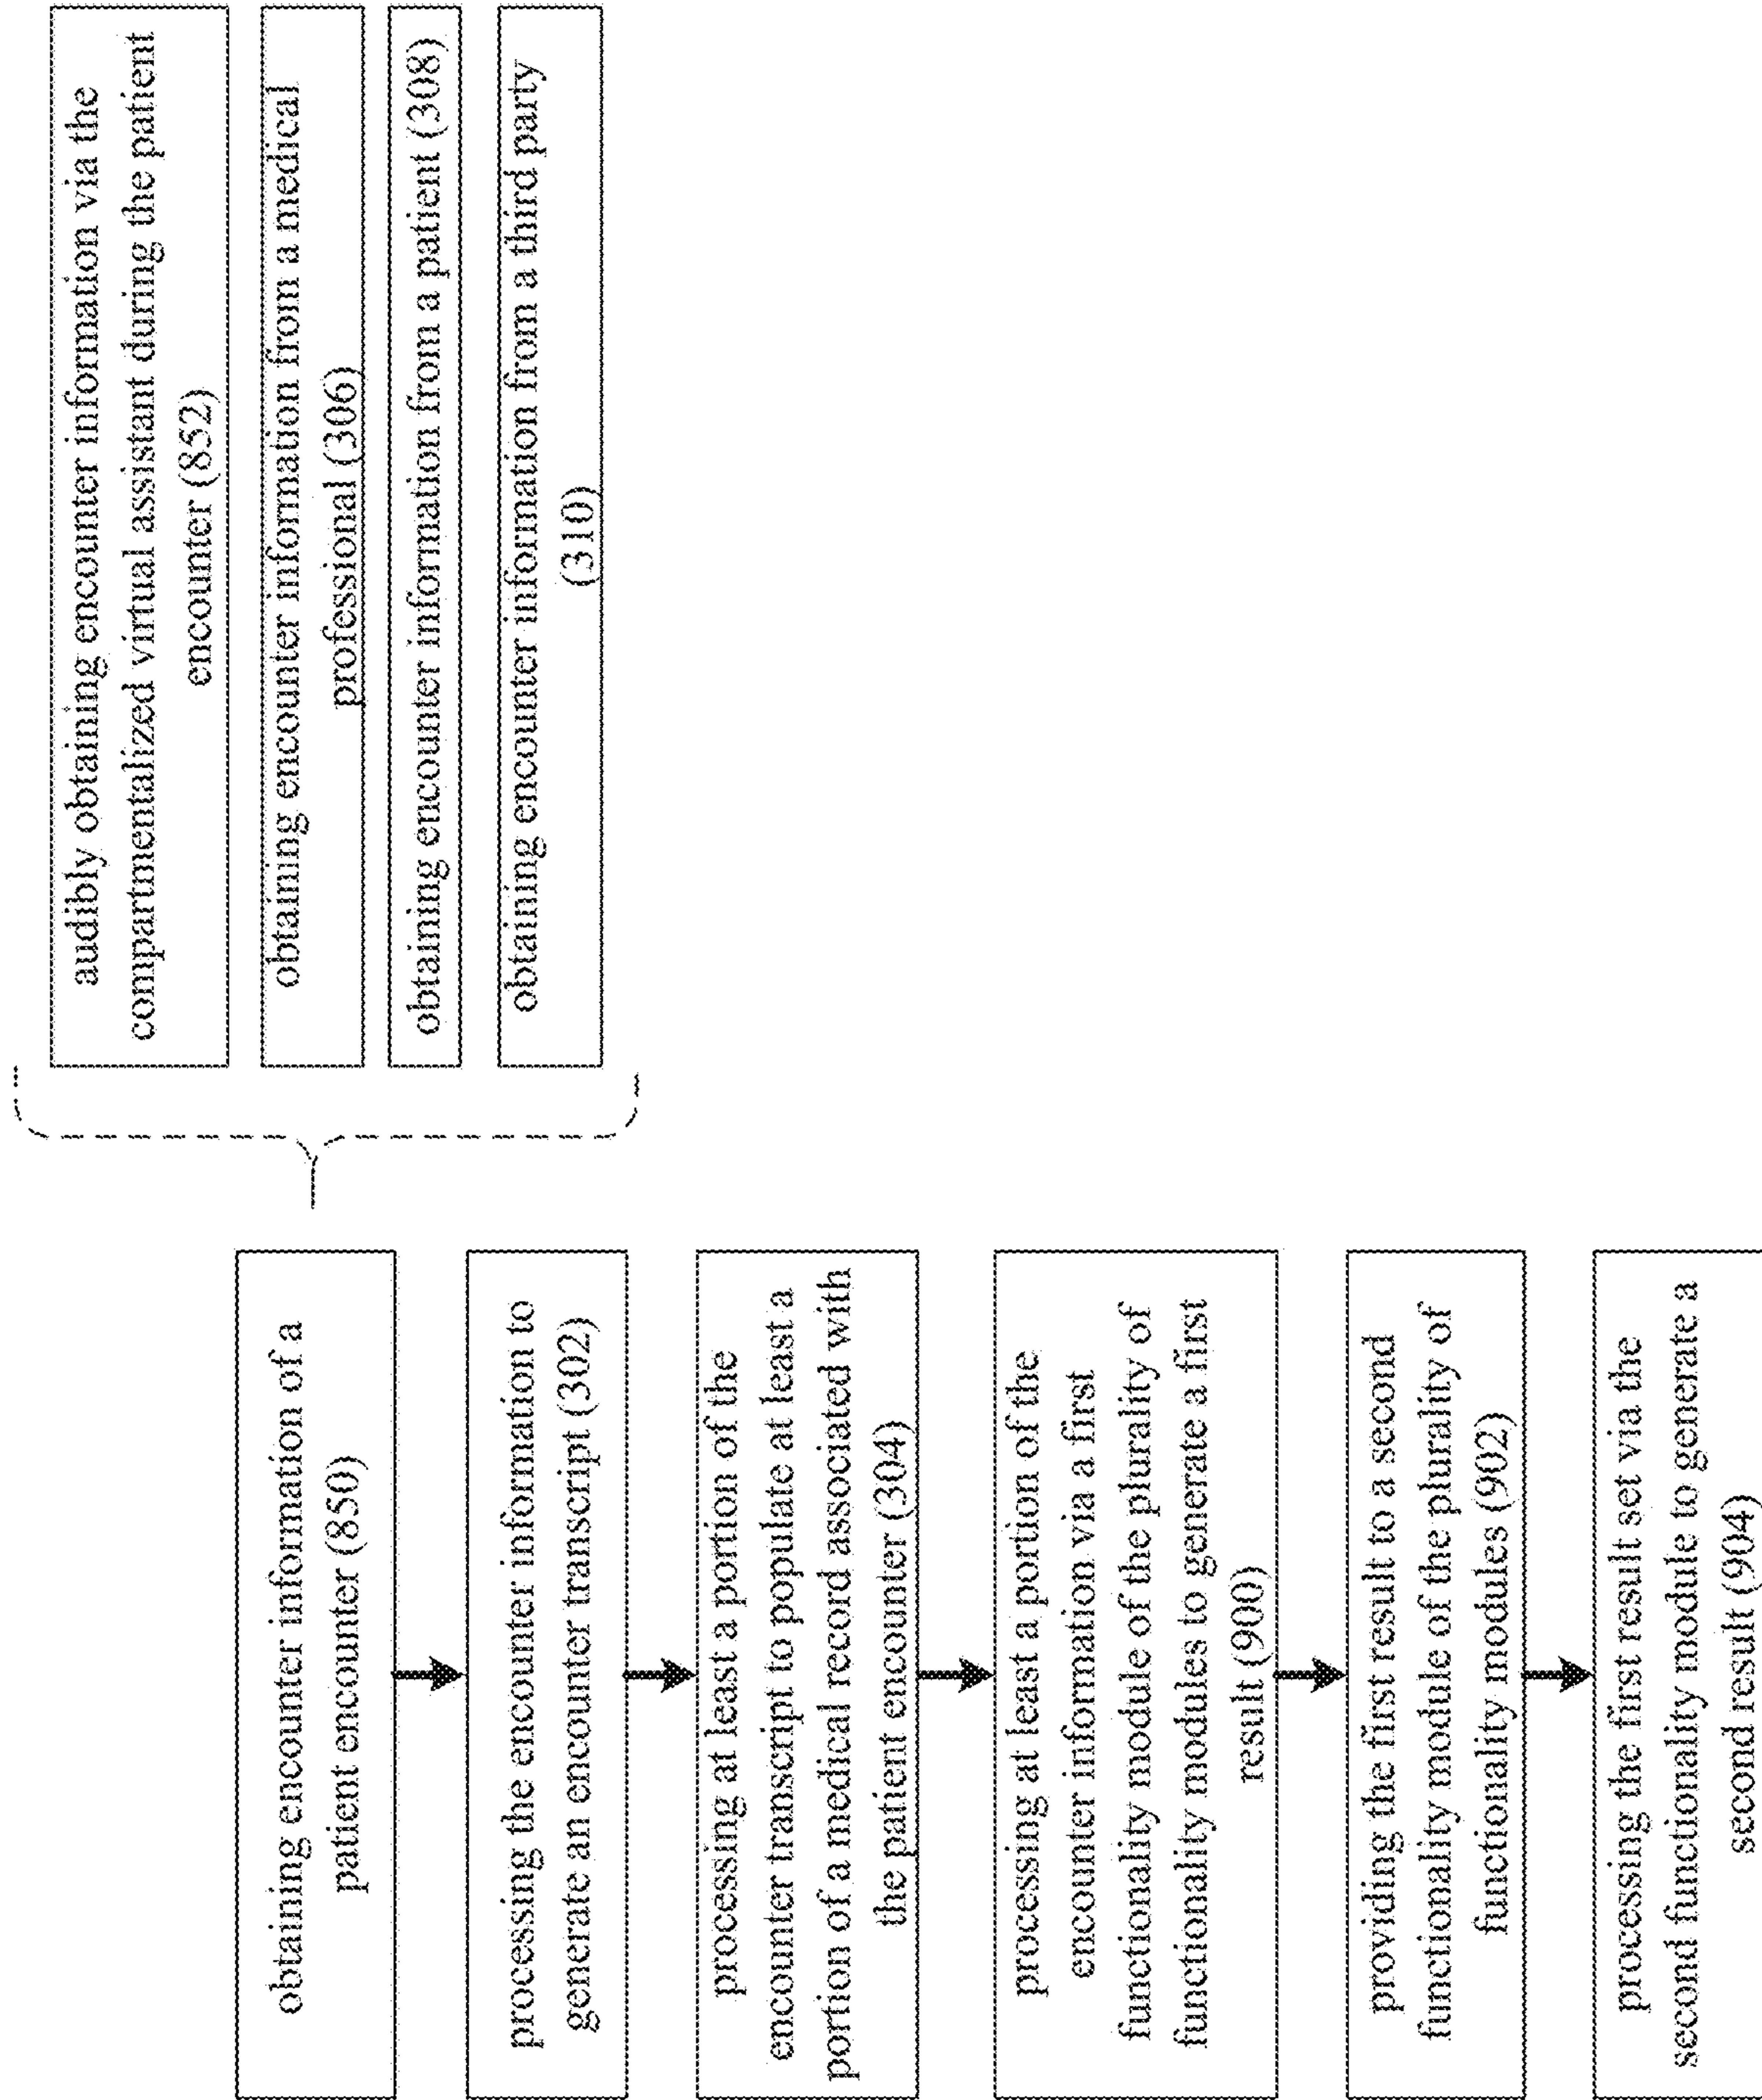 obtaining encounter information of a
patient encounter (850)
processing the encounter information to
generate an encounter transcript (302)
processing at least a portion of the
encounter transcript to populate at least a
portion of a medical record associated with
the patient encounter (304)
processing at least a portion of the
encounter information via a first
functionality module of the plurality of
functionality modules to generate a first
result (900)
providing the first result to a second
functionality module of the plurality of
functionality modules (902)
processing the first result set via the
second functionality module to generate a
second result (904)
audibly obtaining encounter information via the
compartmentalized virtual assistant during the patient
encounter (852)
obtaining encounter information from a medical
professional (306)
obtaining encounter information from a patient (308)
obtaining encounter information from a third party
(310)